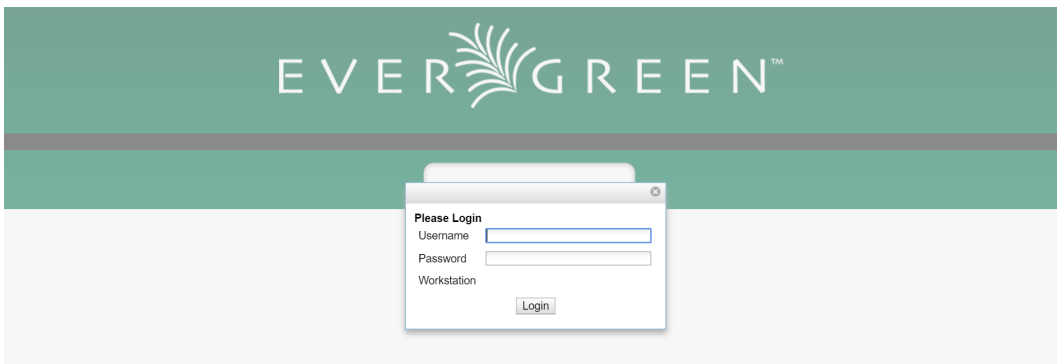 EVERGREEN™
Please Login
Username
Password
Workstation
Login